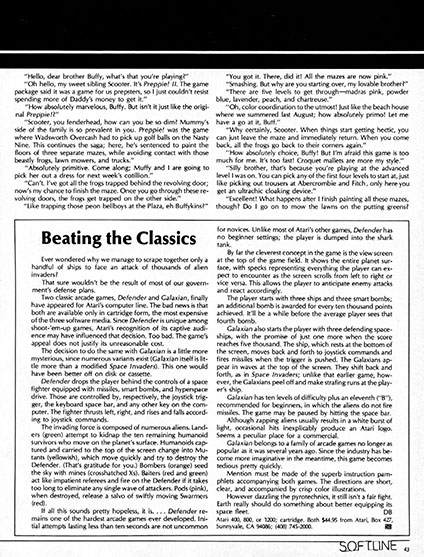 "Hello, dear brother Buffy, what's that you're playing?"
"Oh hello, my sweet sibling Scooter. It's Preppie! II. The game
package said it was a game for us prepsters, so I just couldn't resist
spending more of Daddy's money to get it."
"How absolutely marvelous, Buffy. But isn't it just like the origi-
nal Preppie!?"
"Scooter, you fenderhead, how can you be so dim? Mummy's
side of the family is so prevalent in you. Preppie! was the game
where Wadsworth Overcash had to pick up golf balls on the Nasty
Nine. This continues the saga; here, he's sentenced to paint the
floors of three separate mazes, while avoiding contact with those
beastly frogs, lawn mowers, and trucks."
"Absolutely primitive. Come along; Muffy and I are going to
pick her out a dress for next week's cotillion."
"Can't. I've got all the frogs trapped behind the revolving door;
now's my chance to finish the maze. Once you go through these re-
volving doors, the frogs get trapped on the other side."
"Like trapping those peon bellboys at the Plaza, eh Buffykins?"
"You got it. There, did it! All the mazes are now pink."
"Smashing. But why are you starting over, my lovable brother?"
"There are five levels to get through—madras pink, powder
blue, lavender, peach, and chartreuse."
"Oh, color coordination to the utmost! Just like the beach house
where we summered last August; how absolutely primo! Let me
have a go at it, Buff."
"Why certainly, Scooter. When things start getting hectic, you
can just leave the maze and immediately return. When you come
back, all the frogs go back to their corners again."
"How absolutely choice, Buffy! But I'm afraid this game is too
much for me. It's too fast! Croquet mallets are more my style."
"Silly brother, that's because you're playing at the advanced
level I was on. You can pick any of the first four levels to start at, just
like picking out trousers at Abercrombie and Fitch, only here you
get an ultrachic cloaking device."
"Excellent! What happens after I finish painting all these mazes,
though? Do I go on to mow the lawns on the putting greens?
Beating the Classics
Ever wondered why we manage to scrape together only a
handful of ships to face an attack of thousands of alien
invaders?
That sure wouldn't be the result of most of our govern-
ment's defense plans.
Two classic arcade games, Defender and Galaxian, finally
have appeared for Atari's computer line. The bad news is that
both are available only in cartridge form, the most expensive
of the three software media. Since Defender is unique among
shoot-'em-up games, Atari's recognition of its captive audi-
ence may have influenced that decision. Too bad. The game's
appeal does not justify its unreasonable cost.
The decision to do the same with Galaxian is a little more
mysterious, since numerous variants exist (Galaxian itself is lit-
tle more than a modified Space Invaders). This one would
have been better off on disk or cassette.
Defender drops the player behind the controls of a space
fighter equipped with missiles, smart bombs, and hyperspace
drive. Those are controlled by, respectively, the joystick trig-
ger, the keyboard space bar, and any other key on the com-
puter. The fighter thrusts left, right, and rises and falls accord-
ing to joystick commands.
The invading force is composed of numerous aliens. Land-
ers (green) attempt to kidnap the ten remaining humanoid
survivors who move on the planet's surface. Humanoids cap-
tured and carried to the top of the screen change into Mu-
tants (yellowish), which move quickly and try to destroy the
Defender. (That's gratitude for you.) Bombers (orange) seed
the sky with mines (crosshatched Xs). Baiters (red and green)
act like impatient referees and fire on the Defender if it takes
too long to eliminate any single wave of attackers. Pods (pink),
when destroyed, release a salvo of swiftly moving Swarmers
(red).
If all this sounds pretty hopeless, it is. . . . Defender re-
mains one of the hardest arcade games ever developed. Ini-
tial attempts lasting less than ten seconds are not uncommon
for novices. Unlike most of Atari's other games, Defender has
no beginner settings; the player is dumped into the shark
tank.
By far the cleverest concept in the game is the view screen
at the top of the game field. It shows the entire planet sur-
face, with specks representing everything the player can ex-
pect to encounter as the screen scrolls from left to right or
vice versa. This allows the player to anticipate enemy attacks
and react accordingly.
The player starts with three ships and three smart bombs;
an additional bomb is awarded for every ten thousand points
achieved. It'll be a while before the average player sees that
fourth bomb.
Galaxian also starts the player with three defending space-
ships, with the promise of just one more when the score
reaches five thousand. The ship, which rests at the bottom of
the screen, moves back and forth to joystick commands and
fires missiles when the trigger is pushed. The Galaxians ap-
pear in waves at the top of the screen. They shift back and
forth, as in Space Invaders; unlike that earlier game, how-
ever, the Galaxians peel off and make strafing runs at the play-
er's ship.
Galaxian has ten levels of difficulty plus an eleventh ("B"),
recommended for beginners, in which the aliens do not fire
missiles. The game may be paused by hitting the space bar.
Although zapping aliens usually results in a white burst of
light, occasional hits inexplicably produce an Atari logo.
Seems a peculiar place for a commercial.
Galaxian belongs to a family of arcade games no longer as
popular as it was several years ago. Since the industry has be-
come more imaginative in the meantime, this game becomes
tedious pretty quickly.
Mention must be made of the superb instruction pam-
phlets accompanying both games. The directions are short,
clear, and accompanied by crisp color illustrations.
However dazzling the pyrotechnics, it still isn't a fair fight.
Earth really should do something about better equipping its
space fleet. DB
Atari 400, 800, or 1200; cartridge. Both $44.95 from Atari, Box 427,
Sunnyvale, CA 94086; (408) 745-2000.
SOFTLINE 43